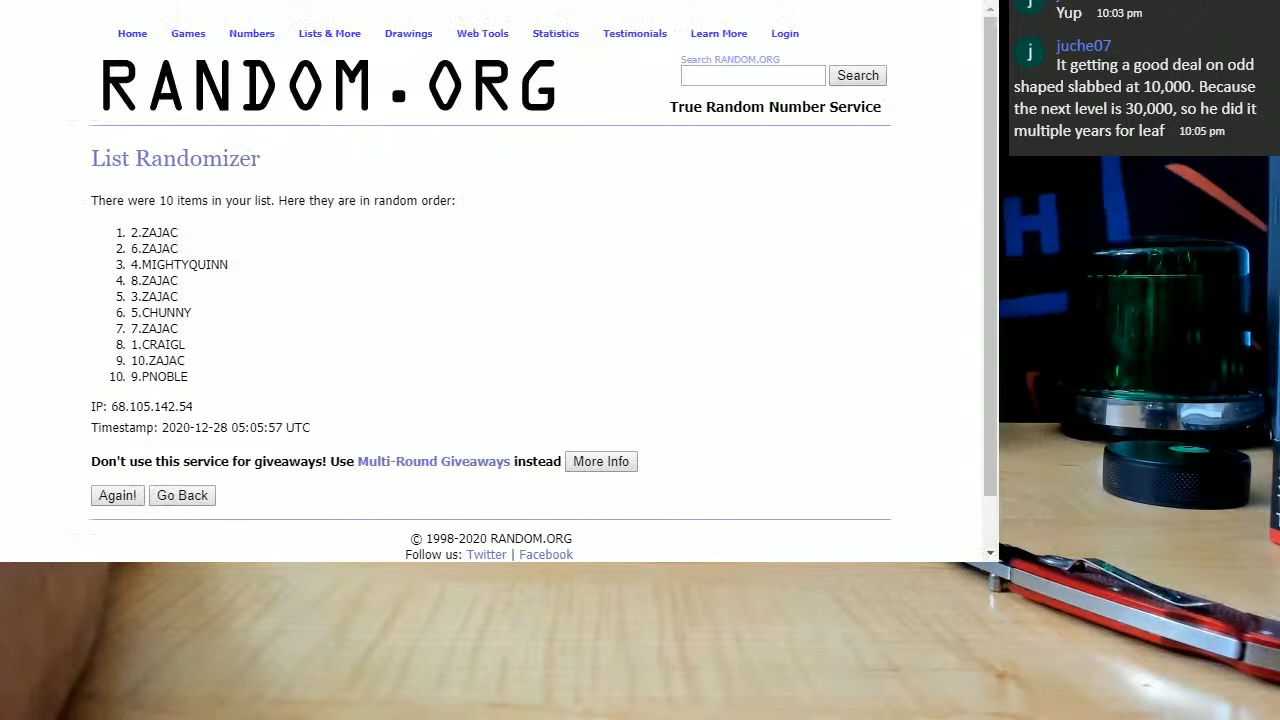 Home Games Numbers Lists & More Drawings Web Tools Statistics Testimonials Learn More Login
RANDOM.ORG
Search RANDOM.ORG
Search
True Random Number Service
List Randomizer
There were 10 items in your list. Here they are in random order:
1. 2.ZAJAC
2. 6.ZAJAC
3. 4.MIGHTYQUINN
4. 8.ZAJAC
5. 3.ZAJAC
6. 5.CHUNNY
7. 7.ZAJAC
8. 1.CRAIGL
9. 10.ZAJAC
10. 9.PNOBLE
IP: 68.105.142.54
Timestamp: 2020-12-28 05:05:57 UTC
Don't use this service for giveaways! Use Multi-Round Giveaways instead More Info
Again! Go Back
© 1998-2020 RANDOM.ORG
Follow us: Twitter | Facebook
Yup 10:03 pm
j juche07
It getting a good deal on odd
shaped slabbed at 10,000. Because
the next level is 30,000, so he did it
multiple years for leaf 10:05 pm
H